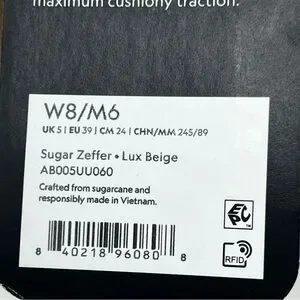 maximum cushiony traction.
W8/M6
UK 5 | EU 39 | CM 24 | CHN/MM 245/89
Sugar Zeffer • Lux Beige
AB005UU060
Crafted from sugarcane and
responsibly made in Vietnam.
EPC
RFID
8 40218 96080 8